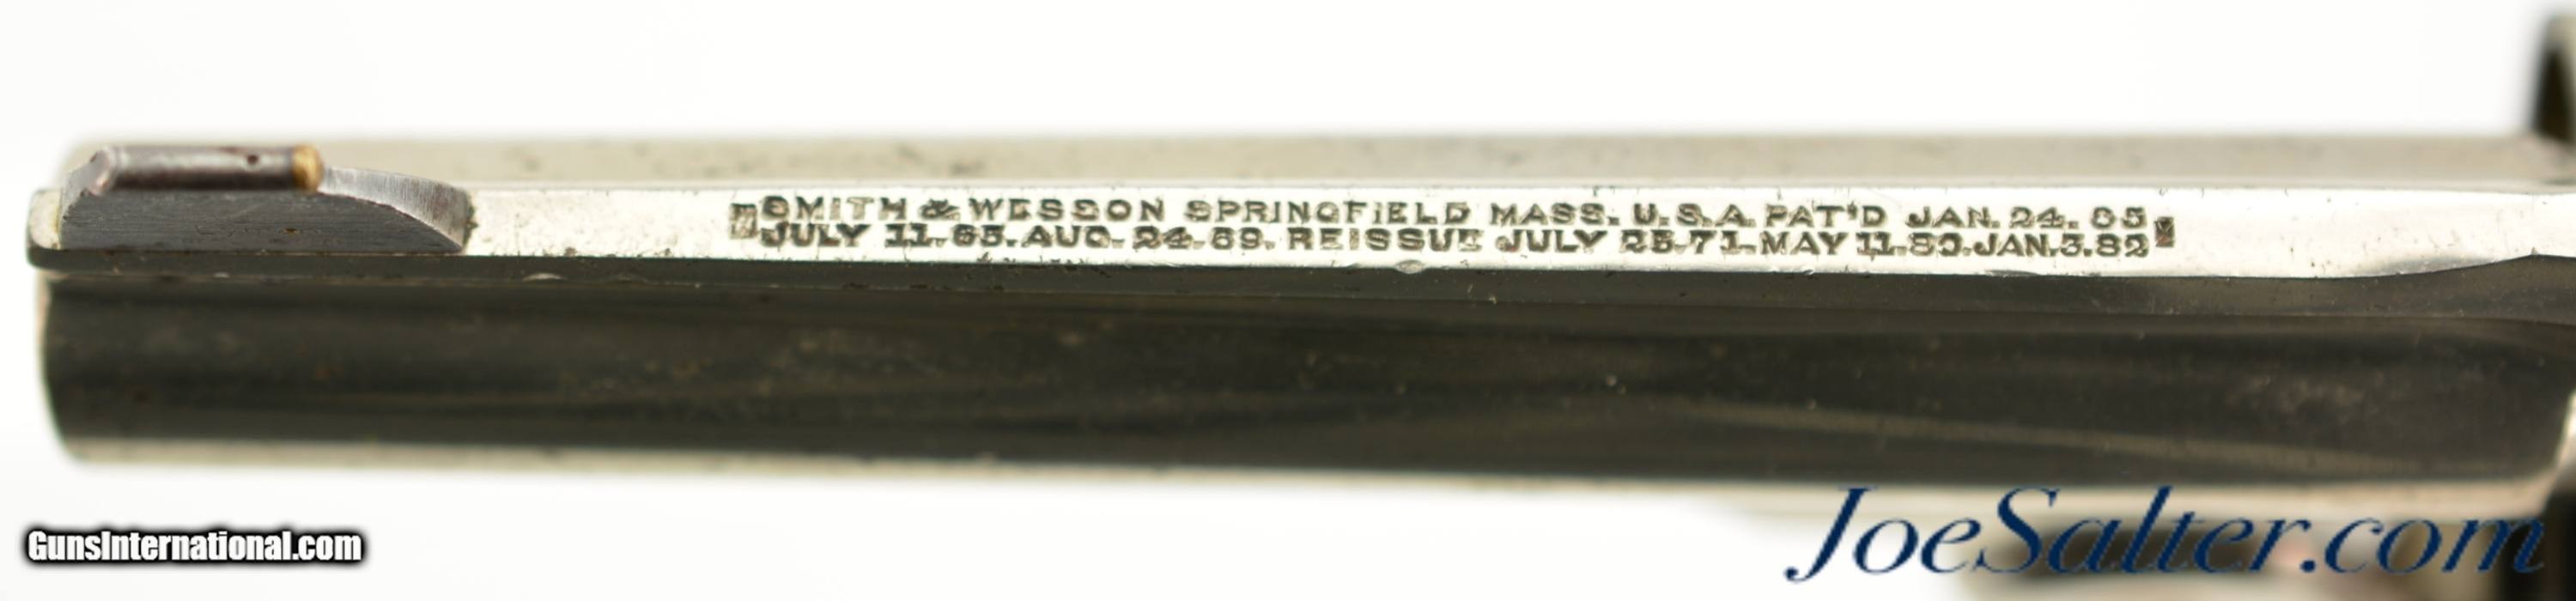 SMITH & WESSON SPRINGFIELD MASS. U.S.A. PAT'D JAN. 24. 65
JULY 11. 65. AUG. 24. 69. REISSUE JULY 25. 71. MAY 11. 80. JAN. 3. 82
GunsInternational.com
JoeSalter.com